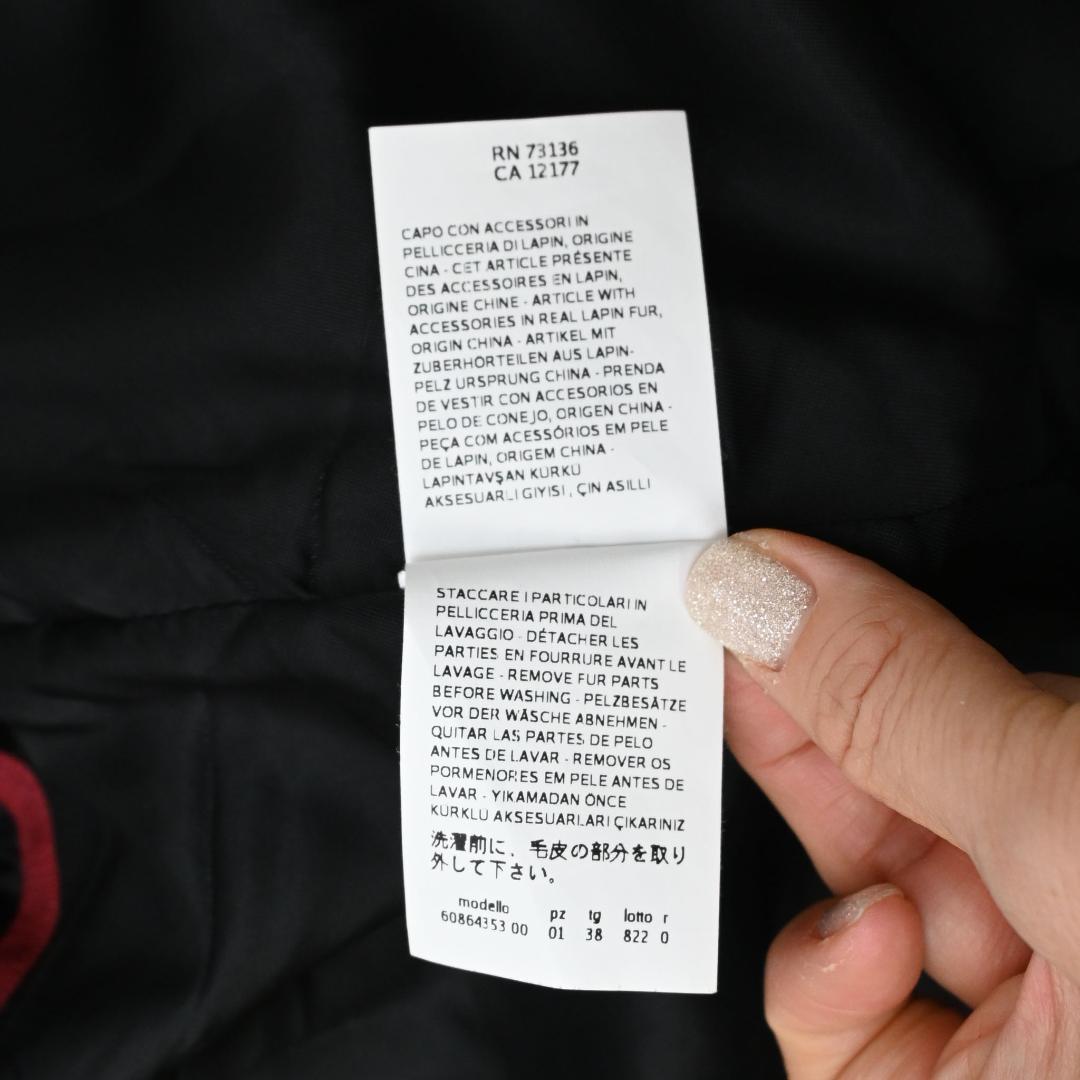 RN 73136
CA 12177
CAPO CON ACCESSORI IN
PELLICCERIA DI LAPIN, ORIGINE
CINA - CET ARTICLE PRÉSENTE
DES ACCESSOIRES EN LAPIN,
ORIGINE CHINE - ARTICLE WITH
ACCESSORIES IN REAL LAPIN FUR,
ORIGIN CHINA - ARTIKEL MIT
ZUBERHÖRTEILEN AUS LAPIN-
PELZ URSPRUNG CHINA - PRENDA
DE VESTIR CON ACCESORIOS EN
PELO DE CONEJO, ORIGEN CHINA -
PEÇA COM ACESSÓRIOS EM PELE
DE LAPIN, ORIGEM CHINA -
LAPINTAVŞAN KÜRKÜ
AKSESUARLI GIYISI , ÇIN ASILLI
STACCARE I PARTICOLARI IN
PELLICCERIA PRIMA DEL
LAVAGGIO - DÉTACHER LES
PARTIES EN FOURRURE AVANT LE
LAVAGE - REMOVE FUR PARTS
BEFORE WASHING - PELZBESÄTZE
VOR DER WÄSCHE ABNEHMEN -
QUITAR LAS PARTES DE PELO
ANTES DE LAVAR - REMOVER OS
PORMENORES EM PELE ANTES DE
LAVAR - YIKAMADAN ÖNCE
KÜRKLÜ AKSESUARLARI ÇIKARINIZ
洗濯前に、毛皮の部分を取り
外して下さい。
modello pz tg lotto r
60864353 00 01 38 822 0